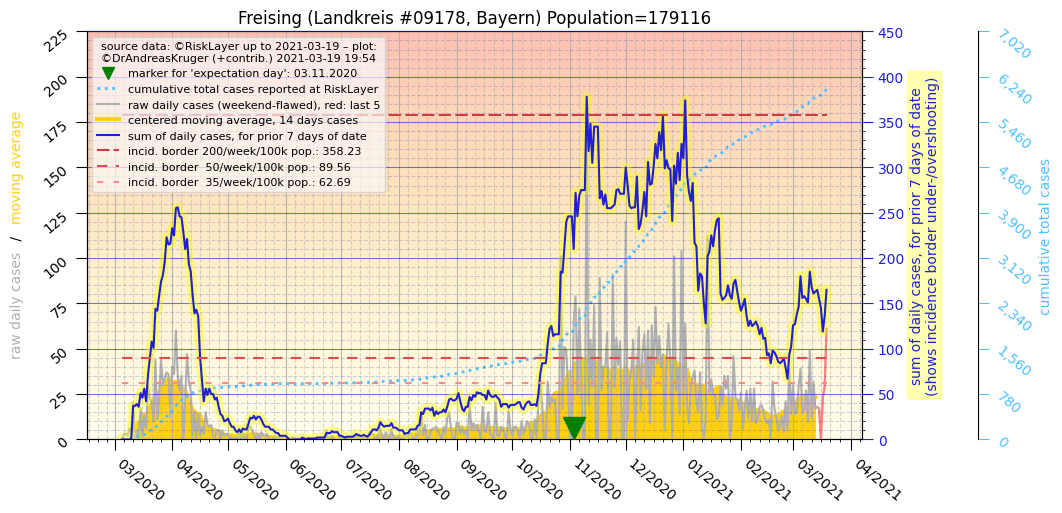 Freising (Landkreis #09178, Bayern) Population=179116
source data: ©RiskLayer up to 2021-03-19 – plot:
©DrAndreasKruger (+contrib.) 2021-03-19 19:54
marker for 'expectation day': 03.11.2020
cumulative total cases reported at RiskLayer
raw daily cases (weekend-flawed), red: last 5
centered moving average, 14 days cases
sum of daily cases, for prior 7 days of date
incid. border 200/week/100k pop.: 358.23
incid. border  50/week/100k pop.: 89.56
incid. border  35/week/100k pop.: 62.69
raw daily cases / moving average
225
200
175
150
125
100
75
50
25
0
03/2020
04/2020
05/2020
06/2020
07/2020
08/2020
09/2020
10/2020
11/2020
12/2020
01/2021
02/2021
03/2021
04/2021
450
400
350
300
250
200
150
100
50
0
sum of daily cases, for prior 7 days of date
(shows incidence border under-/overshooting)
7,020
6,240
5,460
4,680
3,900
3,120
2,340
1,560
780
0
cumulative total cases